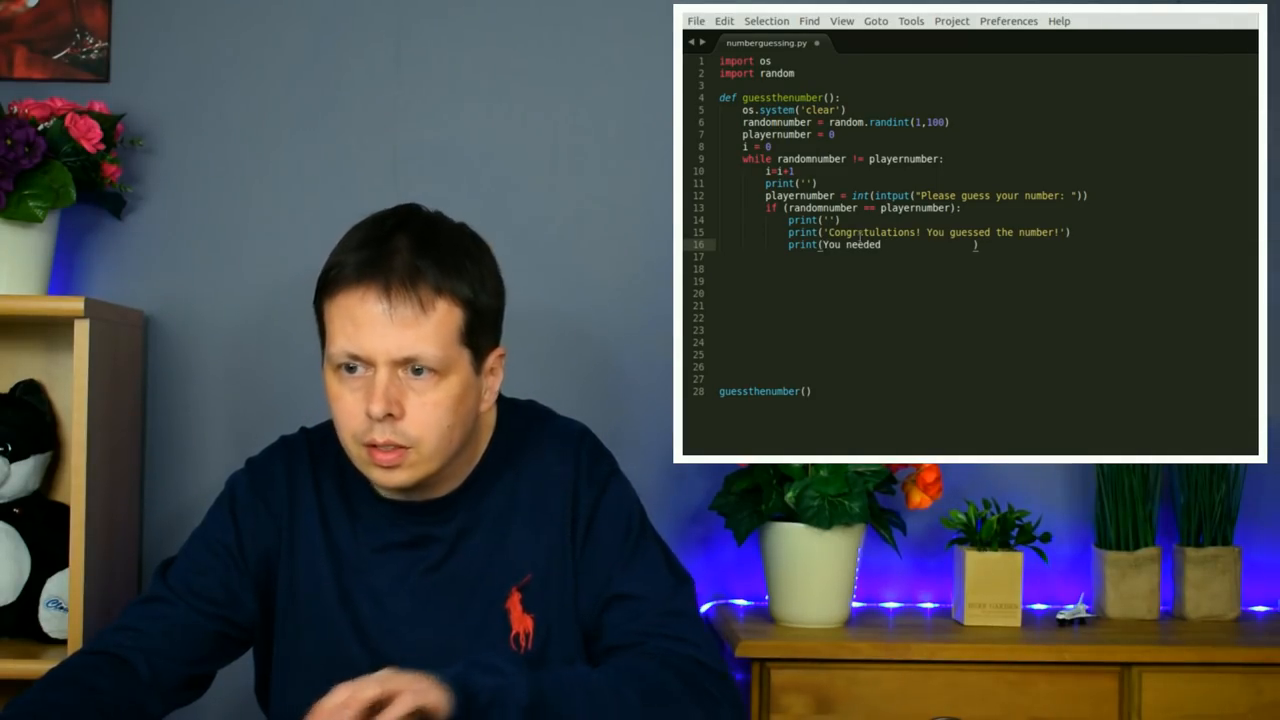 File Edit Selection Find View Goto Tools Project Preferences Help
numberguessing.py
1 import os
2 import random
3
4 def guessthenumber():
5 os.system('clear')
6 randomnumber = random.randint(1,100)
7 playernumber = 0
8 i = 0
9 while randomnumber != playernumber:
10 i=i+1
11 print('')
12 playernumber = int(intput("Please guess your number: "))
13 if (randomnumber == playernumber):
14 print('')
15 print('Congrtulations! You guessed the number!')
16 print(You needed )
17
18
19
20
21
22
23
24
25
26
27
28 guessthenumber()